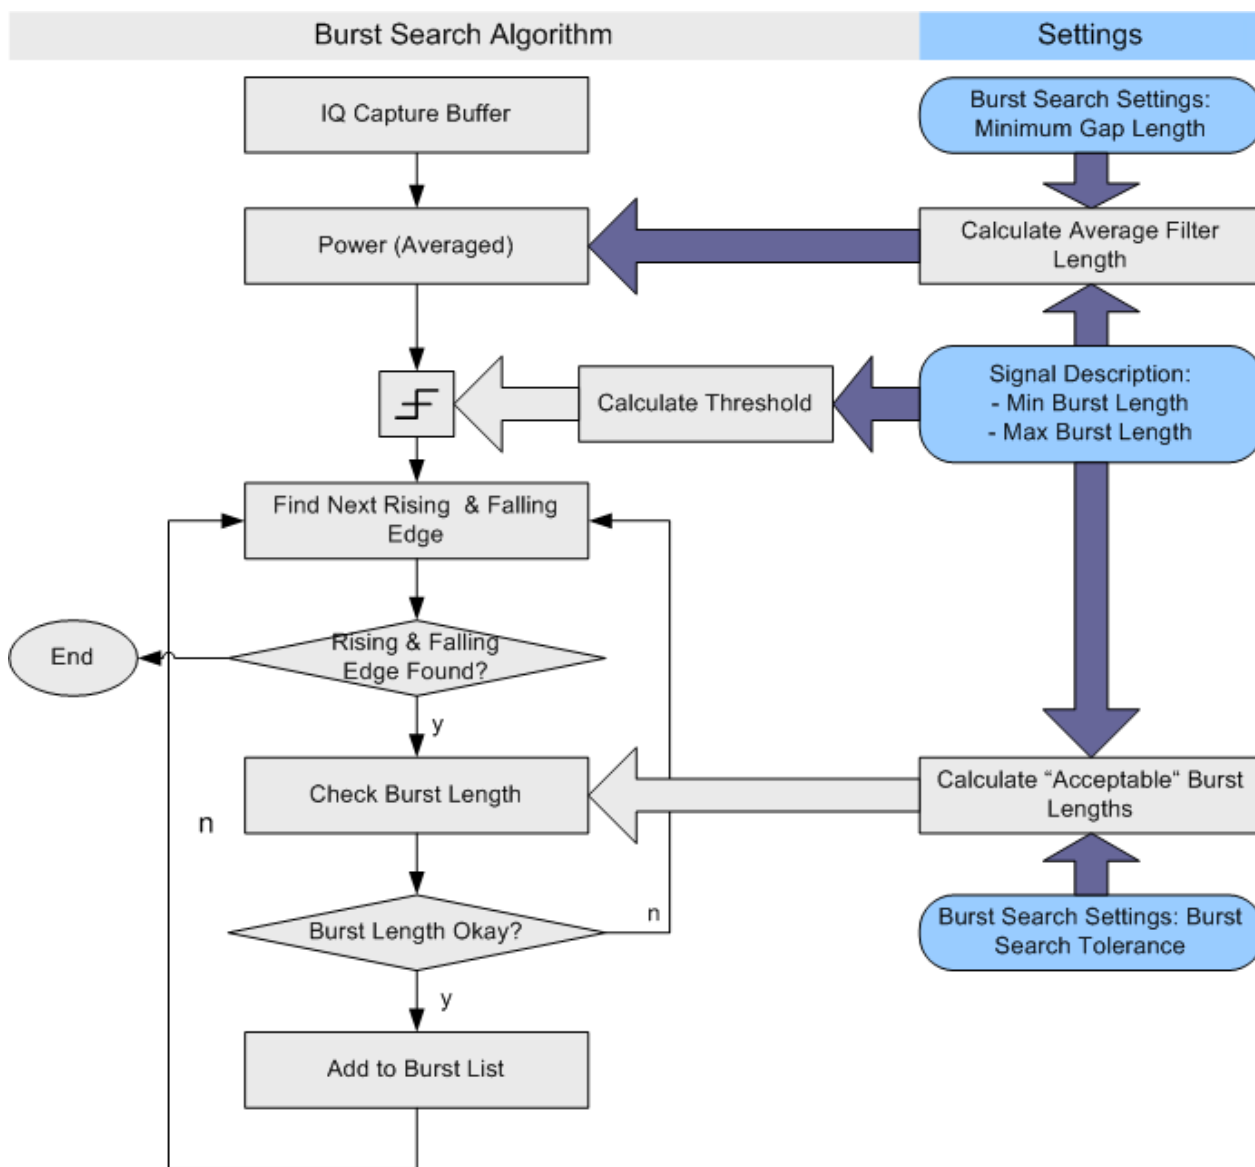 Burst Search Algorithm
Settings
IQ Capture Buffer
Burst Search Settings:
Minimum Gap Length
Power (Averaged)
Calculate Average Filter
Length
Signal Description:
- Min Burst Length
- Max Burst Length
Calculate Threshold
Find Next Rising & Falling
Edge
End
Rising & Falling
Edge Found?
y
Check Burst Length
Calculate “Acceptable“ Burst
Lengths
n
Burst Length Okay?
n
Burst Search Settings: Burst
Search Tolerance
y
Add to Burst List